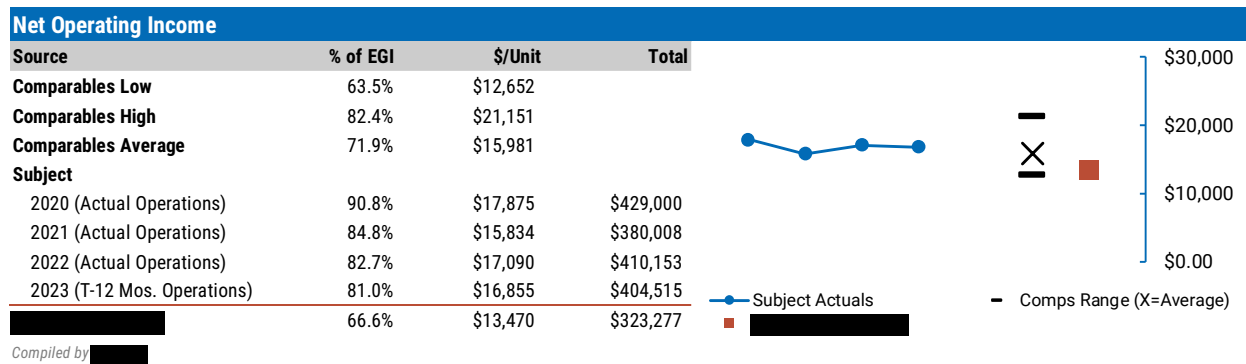 Net Operating Income
Source % of EGI $/Unit Total
Comparables Low 63.5% $12,652
Comparables High 82.4% $21,151
Comparables Average 71.9% $15,981
Subject
2020 (Actual Operations) 90.8% $17,875 $429,000
2021 (Actual Operations) 84.8% $15,834 $380,008
2022 (Actual Operations) 82.7% $17,090 $410,153
2023 (T-12 Mos. Operations) 81.0% $16,855 $404,515
66.6% $13,470 $323,277
Compiled by
$30,000
$20,000
$10,000
$0.00
Subject Actuals
Comps Range (X=Average)